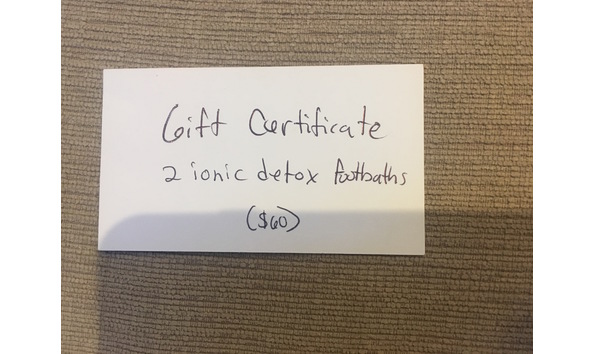 Gift Certificate
2 ionic detox footbaths
($60)